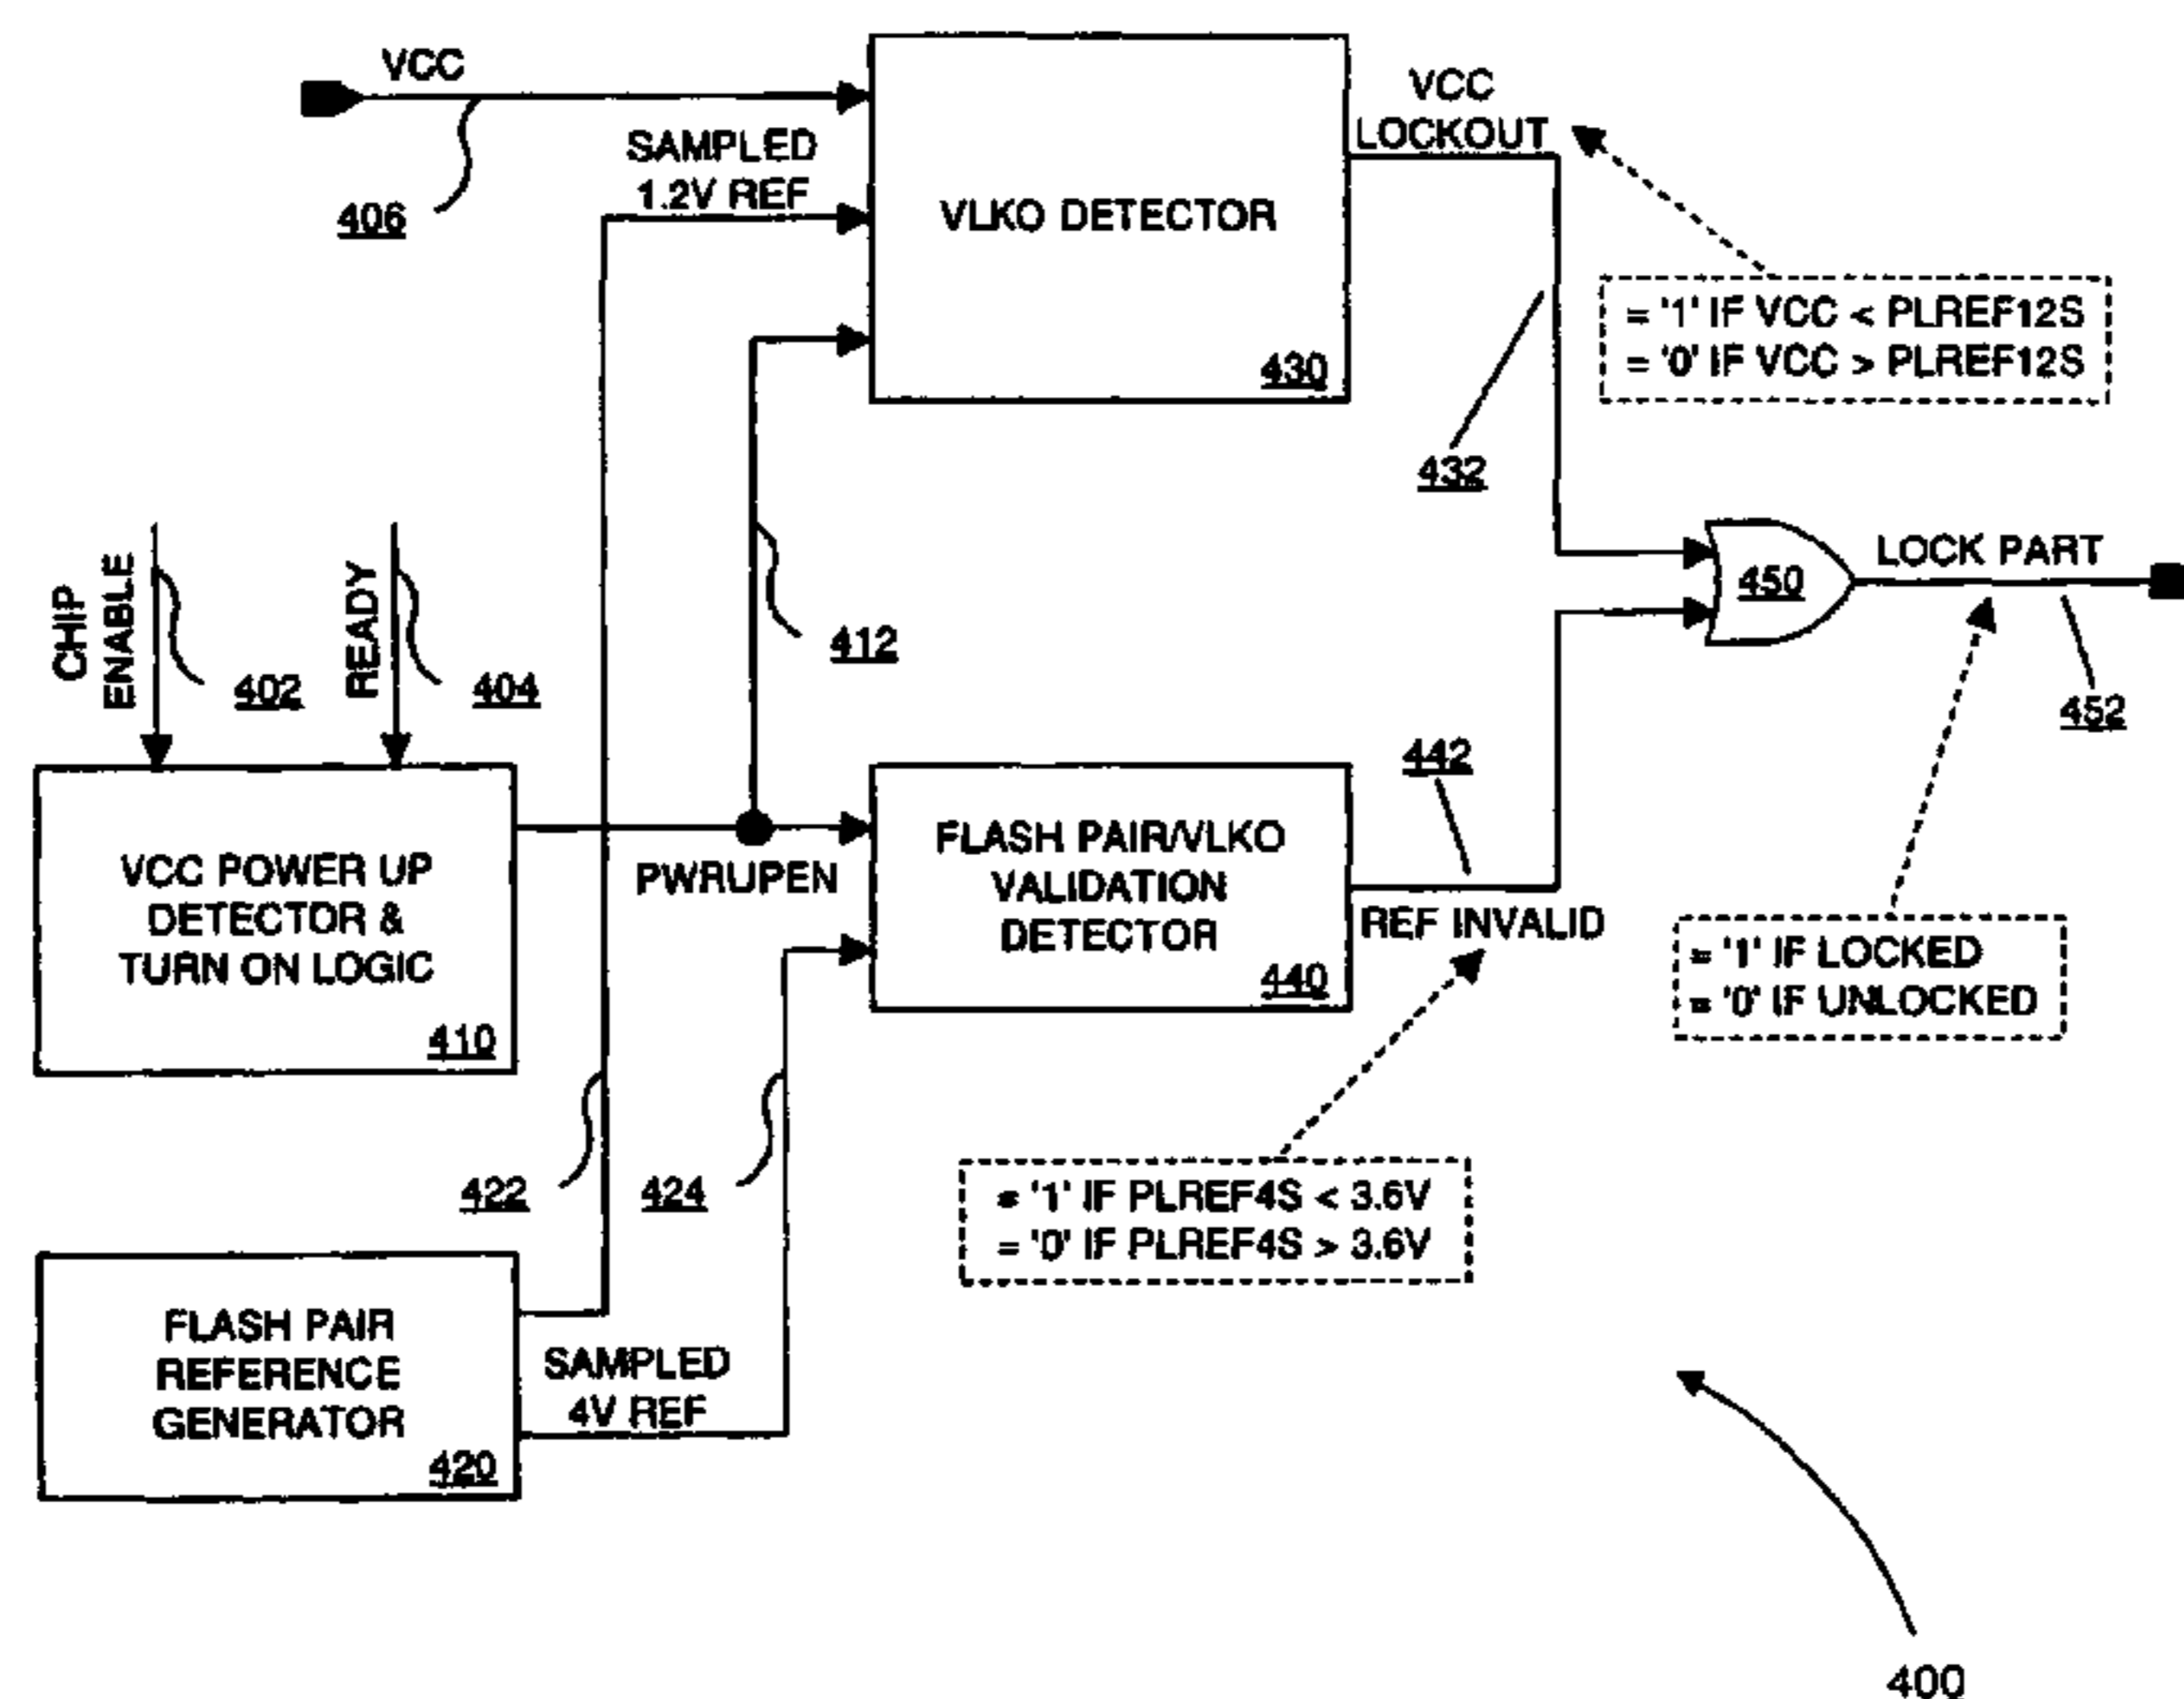 VCC
406
SAMPLED
1.2V REF
VLKO DETECTOR
430
VCC
LOCKOUT
= '1' IF VCC < PLREF12S
= '0' IF VCC > PLREF12S
432
CHIP
ENABLE
402
READY
404
412
450
LOCK PART
452
VCC POWER UP
DETECTOR &
TURN ON LOGIC
410
PWRUPEN
FLASH PAIR/VLKO
VALIDATION
DETECTOR
440
442
REF INVALID
= '1' IF LOCKED
= '0' IF UNLOCKED
422
424
= '1' IF PLREF4S < 3.6V
= '0' IF PLREF4S > 3.6V
FLASH PAIR
REFERENCE
GENERATOR
420
SAMPLED
4V REF
400